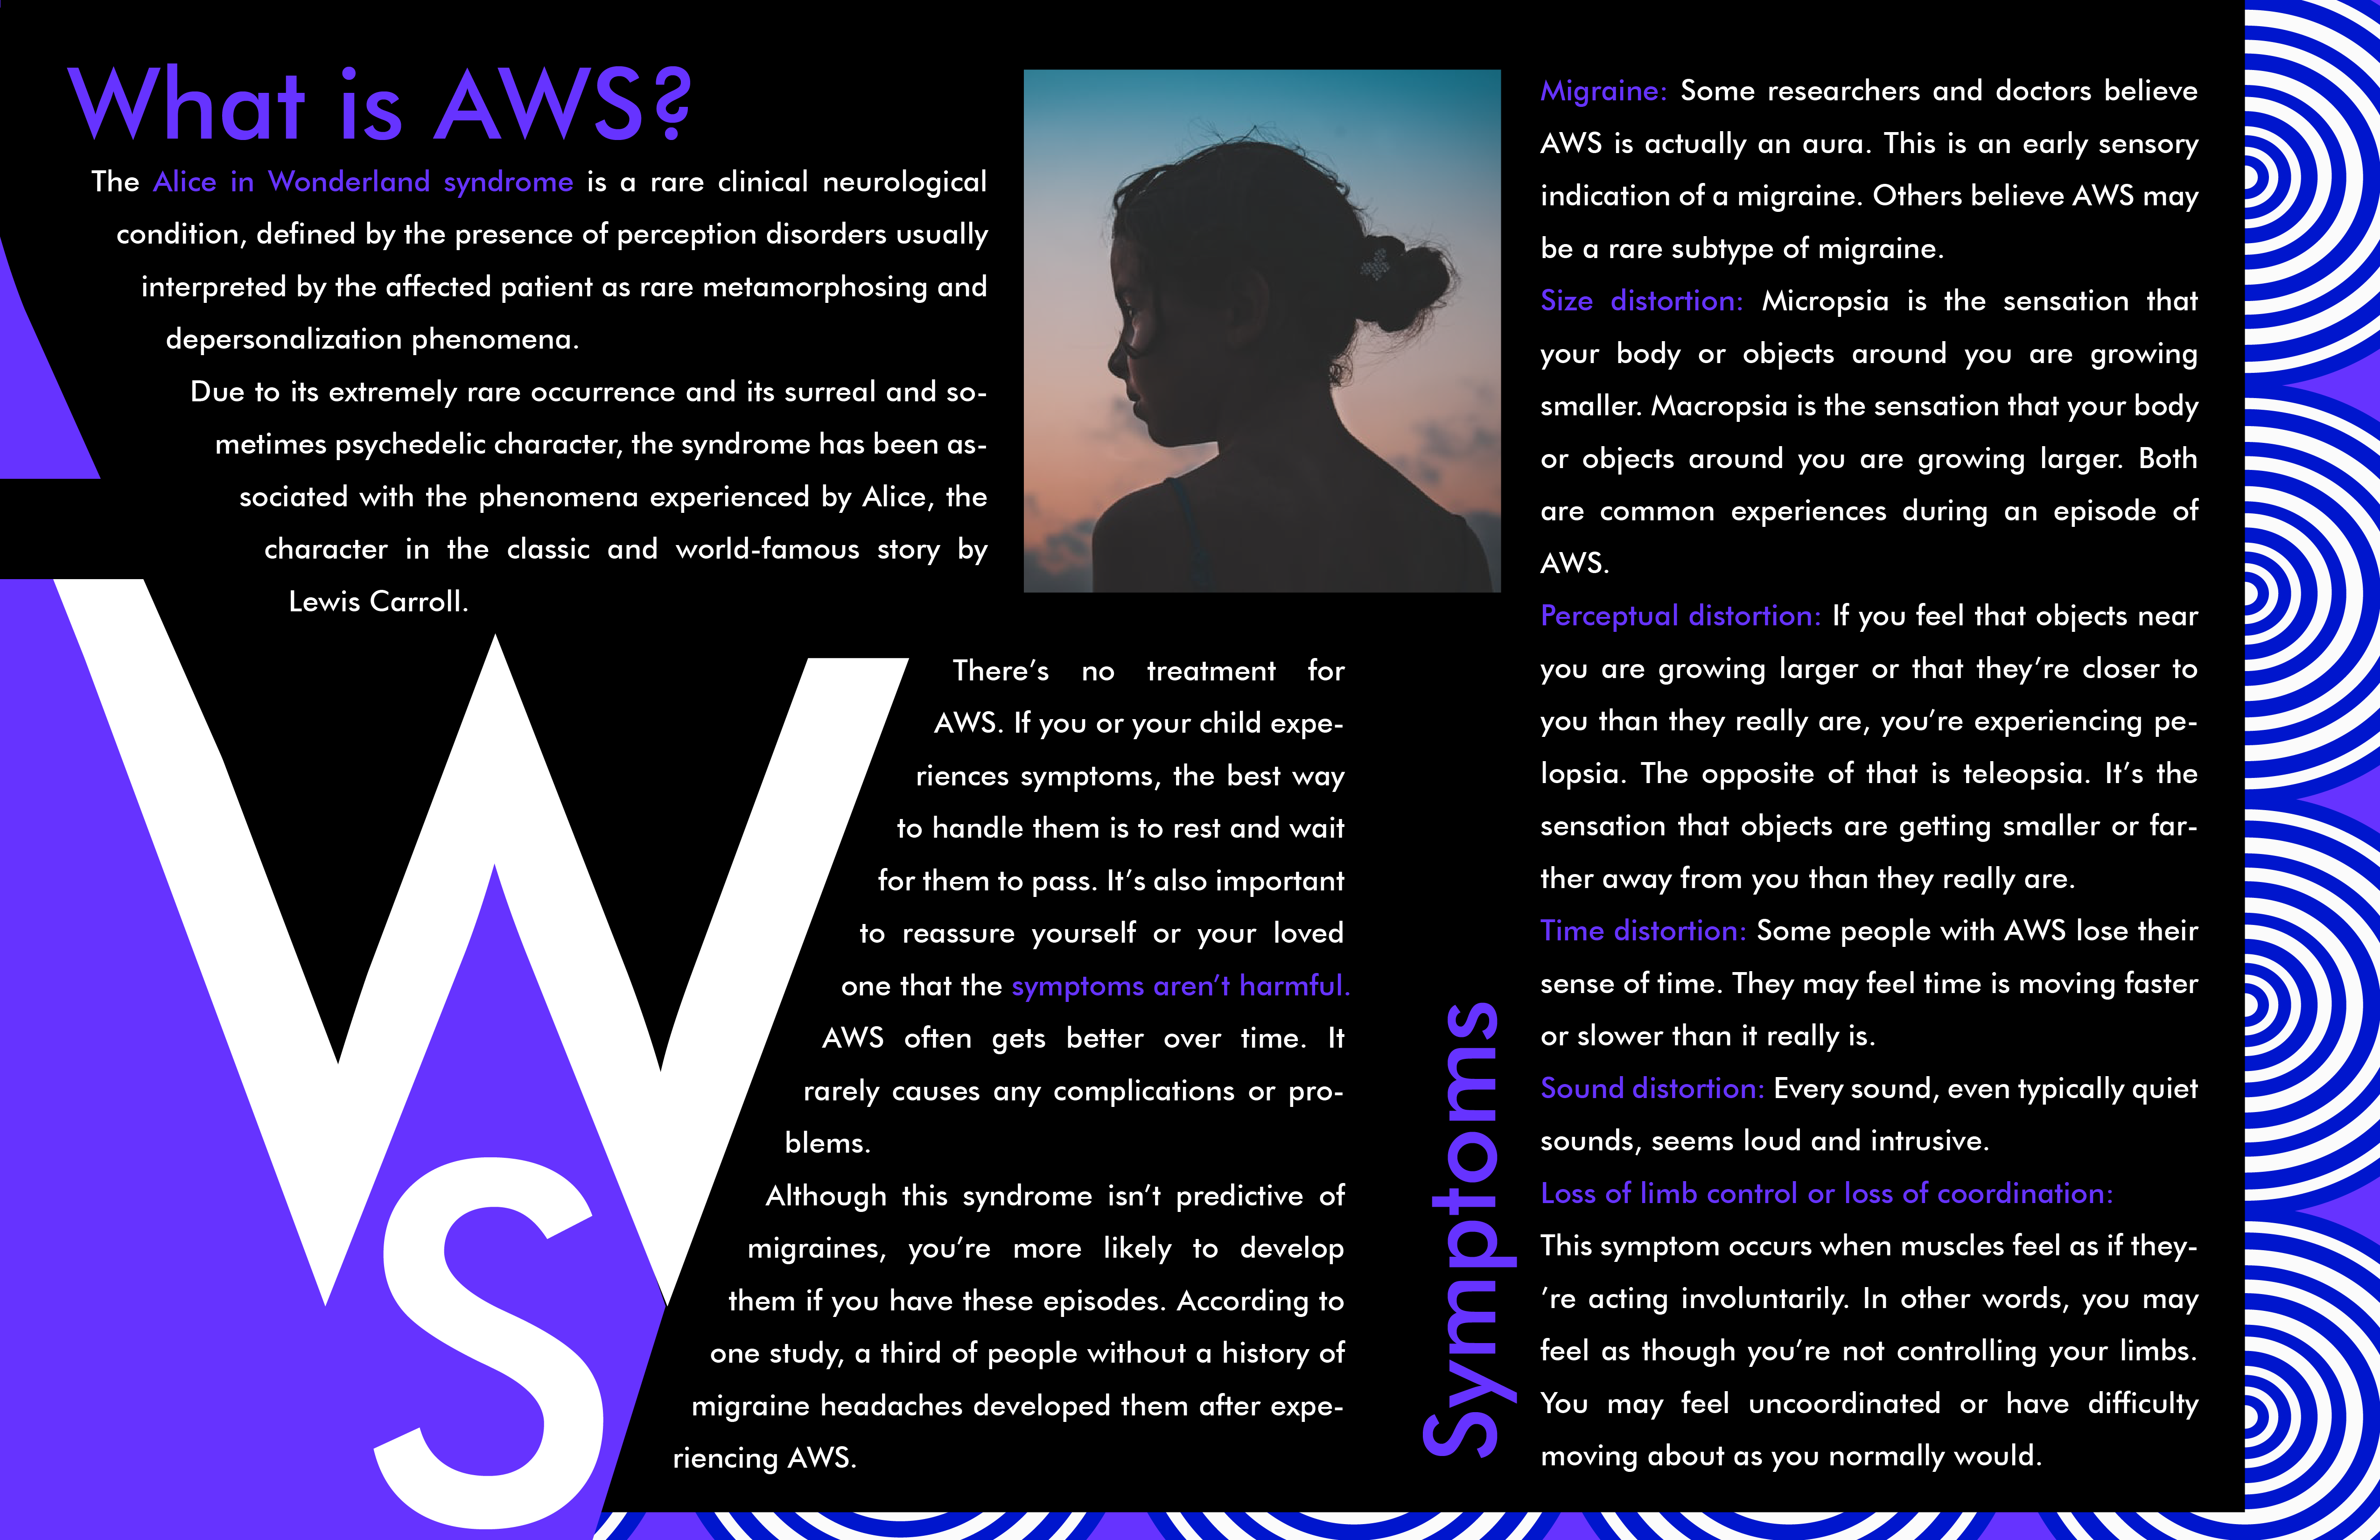 What is AWS?
The Alice in Wonderland syndrome is a rare clinical neurological
condition, defined by the presence of perception disorders usually
interpreted by the affected patient as rare metamorphosing and
depersonalization phenomena.
Due to its extremely rare occurrence and its surreal and so-
metimes psychedelic character, the syndrome has been as-
sociated with the phenomena experienced by Alice, the
character in the classic and world-famous story by
Lewis Carroll.
W
S
There's no treatment for
AWS. If you or your child expe-
riences symptoms, the best way
to handle them is to rest and wait
for them to pass. It's also important
to reassure yourself or your loved
one that the symptoms aren't harmful.
AWS often gets better over time. It
rarely causes any complications or pro-
blems.
Although this syndrome isn't predictive of
migraines, you're more likely to develop
them if you have these episodes. According to
one study, a third of people without a history of
migraine headaches developed them after expe-
riencing AWS.
Symptoms
Migraine: Some researchers and doctors believe
AWS is actually an aura. This is an early sensory
indication of a migraine. Others believe AWS may
be a rare subtype of migraine.
Size distortion: Micropsia is the sensation that
your body or objects around you are growing
smaller. Macropsia is the sensation that your body
or objects around you are growing larger. Both
are common experiences during an episode of
AWS.
Perceptual distortion: If you feel that objects near
you are growing larger or that they're closer to
you than they really are, you're experiencing pe-
lopsia. The opposite of that is teleopsia. It's the
sensation that objects are getting smaller or far-
ther away from you than they really are.
Time distortion: Some people with AWS lose their
sense of time. They may feel time is moving faster
or slower than it really is.
Sound distortion: Every sound, even typically quiet
sounds, seems loud and intrusive.
Loss of limb control or loss of coordination:
This symptom occurs when muscles feel as if they-
're acting involuntarily. In other words, you may
feel as though you're not controlling your limbs.
You may feel uncoordinated or have difficulty
moving about as you normally would.